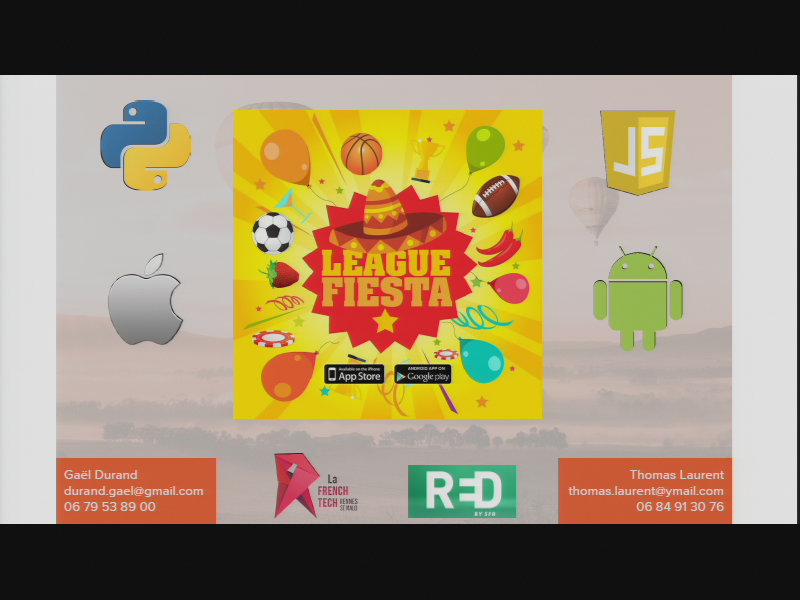 JS
LEAGUE
FIESTA
Available on the iPhone
App Store
ANDROID APP ON
Google play
Gaël Durand
durand.gael@gmail.com
06 79 53 89 00
La
FRENCH
TECH RENNES
ST MALO
RED
BY SFR
Thomas Laurent
thomas.laurent@ymail.com
06 84 91 30 76